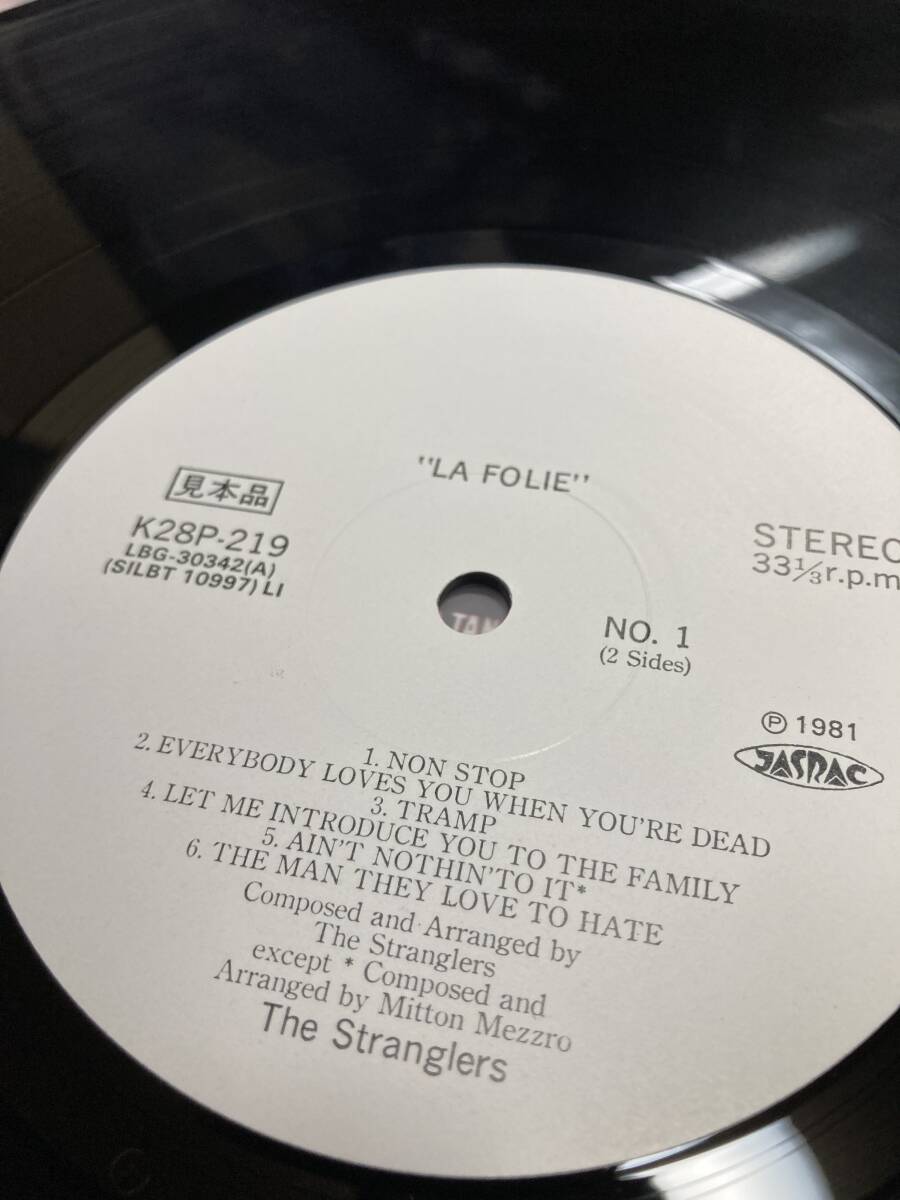 "LA FOLIE"
見本品
K28P-219
LBG-30342(A)
(SILBT 10997) LI
STEREO
33⅓r.p.m
TAN
NO. 1
(2 Sides)
Ⓟ 1981
JASRAC
1. NON STOP
2. EVERYBODY LOVES YOU WHEN YOU'RE DEAD
3. TRAMP
4. LET ME INTRODUCE YOU TO THE FAMILY
5. AIN'T NOTHIN'TO IT*
6. THE MAN THEY LOVE TO HATE
Composed and Arranged by
The Stranglers
except * Composed and
Arranged by Mitton Mezzro
The Stranglers